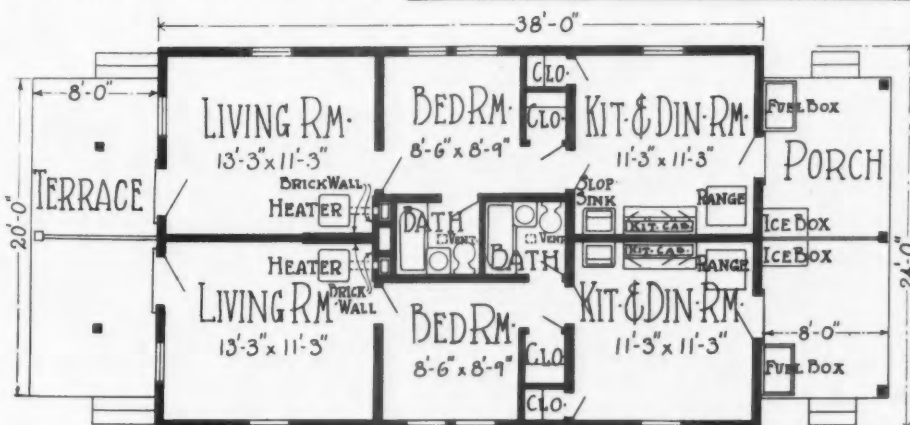 38'-0"
8'-0"
20'-0"
24'-0"
TERRACE
LIVING RM.
13'-3" x 11'-3"
BRICK WALL
HEATER
BED RM.
8'-6" x 8'-9"
CLO.
CLO.
KIT. & DIN. RM.
11'-3" x 11'-3"
FUEL BOX
PORCH
BATH
VENT
BATH
VENT
SLOP
SINK
KIT. CAB.
RANGE
ICE BOX
KIT. CAB.
RANGE
ICE BOX
HEATER
BRICK
WALL
LIVING RM.
13'-3" x 11'-3"
BED RM.
8'-6" x 8'-9"
CLO.
CLO.
KIT. & DIN. RM.
11'-3" x 11'-3"
8'-0"
FUEL BOX